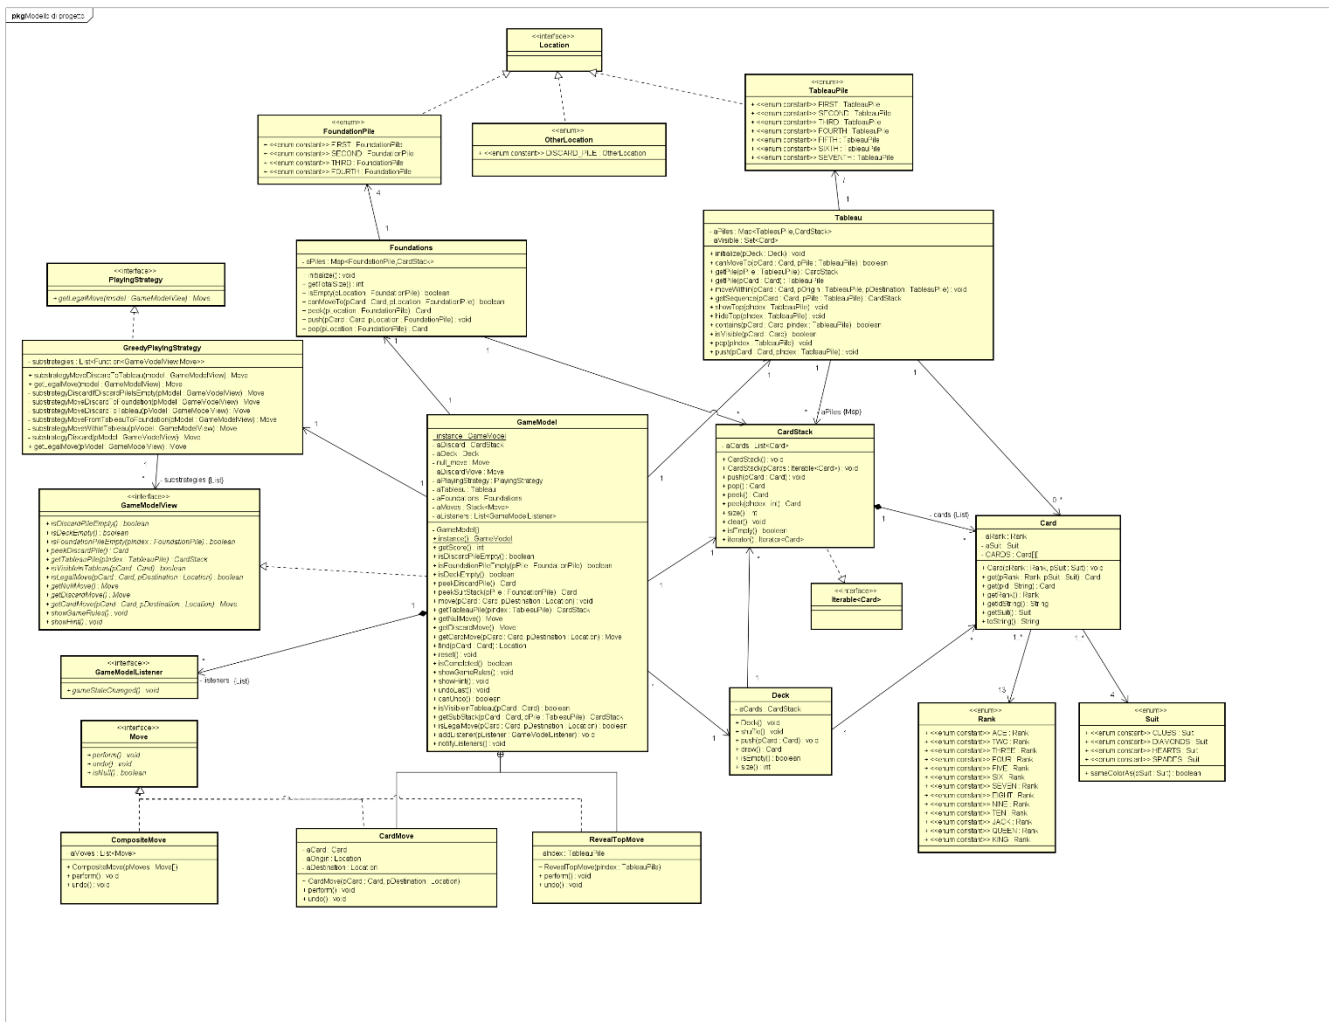 pkg Modello di progetto
<<interface>>
Location
<<enum>>
TableauPile
+ <<enum constant>> FIRST : TableauPile
+ <<enum constant>> SECOND : TableauPile
+ <<enum constant>> THIRD : TableauPile
+ <<enum constant>> FOURTH : TableauPile
+ <<enum constant>> FIFTH : TableauPile
+ <<enum constant>> SIXTH : TableauPile
+ <<enum constant>> SEVENTH : TableauPile
<<enum>>
FoundationPile
+ <<enum constant>> FIRST : FoundationPile
+ <<enum constant>> SECOND : FoundationPile
+ <<enum constant>> THIRD : FoundationPile
+ <<enum constant>> FOURTH : FoundationPile
<<enum>>
OtherLocation
+ <<enum constant>> DISCARD_PILE : OtherLocation
4
1
7
1
Foundations
- aPiles : Map<FoundationPile,CardStack>
initialize() : void
~ getTotalSize() : int
~ isEmpty(pLocation : FoundationPile) : boolean
~ canMoveTo(pCard : Card, pLocation : FoundationPile) : boolean
~ peek(pLocation : FoundationPile) : Card
~ push(pCard : Card, pLocation : FoundationPile) : void
~ pop(pLocation : FoundationPile) : Card
Tableau
- aPiles : Map<TableauPile,CardStack>
aVisible : Set<Card>
+ initialize(pDeck : Deck) : void
+ canMoveTo(pCard : Card, pPile : TableauPile) : boolean
+ getPile(pPile : TableauPile) : CardStack
+ getPile(pCard : Card) : TableauPile
+ moveWithin(pCard : Card, pOrigin : TableauPile, pDestination : TableauPile) : void
+ getSequence(pCard : Card, pPile : TableauPile) : CardStack
+ showTop(pIndex : TableauPile) : void
+ hideTop(pIndex : TableauPile) : void
+ contains(pCard : Card, pIndex : TableauPile) : boolean
+ isVisible(pCard : Card) : boolean
+ pop(pIndex : TableauPile) : void
+ push(pCard : Card, pIndex : TableauPile) : void
<<interface>>
PlayingStrategy
+ getLegalMove(model : GameModelView) : Move
GreedyPlayingStrategy
- substrategies : List<Function<GameModelView,Move>>
+ substrategyMoveDiscardToTableau(model : GameModelView) : Move
+ getLegalMove(model : GameModelView) : Move
- substrategyDiscardIfDiscardPileIsEmpty(pModel : GameModelView) : Move
substrategyMoveDiscardToFoundation(pModel : GameModelView) : Move
- substrategyMoveDiscardToTableau(pModel : GameModelView) : Move
- substrategyMoveFromTableauToFoundation(pModel : GameModelView) : Move
- substrategyMoveWithinTableau(pModel : GameModelView) : Move
- substrategyDiscard(pModel : GameModelView) : Move
+ getLegalMove(pModel : GameModelView) : Move
- substrategies {List}
<<interface>>
GameModelView
+ isDiscardPileEmpty() : boolean
+ isDeckEmpty() : boolean
+ isFoundationPileEmpty(pIndex : FoundationPile) : boolean
+ peekDiscardPile() : Card
+ getTableauPile(pIndex : TableauPile) : CardStack
+ isVisibleInTableau(pCard : Card) : boolean
+ isLegalMove(pCard : Card, pDestination : Location) : boolean
+ getNullMove() : Move
+ getDiscardMove() : Move
+ getCardMove(pCard : Card, pDestination : Location) : Move
+ showGameRules() : void
+ showHint() : void
GameModel
instance : GameModel
- aDiscard : CardStack
- aDeck : Deck
- null_move : Move
aDiscardMove : Move
- aPlayingStrategy : PlayingStrategy
- aTableau : Tableau
- aFoundations : Foundations
- aMoves : Stack<Move>
- aListeners : List<GameModelListener>
- GameModel()
+ instance() : GameModel
+ getScore() : int
+ isDiscardPileEmpty() : boolean
+ isFoundationPileEmpty(pPile : FoundationPile) : boolean
+ isDeckEmpty() : boolean
+ peekDiscardPile() : Card
+ peekSuitStack(pPile : FoundationPile) : Card
+ move(pCard : Card, pDestination : Location) : void
+ getTableauPile(pIndex : TableauPile) : CardStack
+ getNullMove() : Move
+ getDiscardMove() : Move
+ getCardMove(pCard : Card, pDestination : Location) : Move
+ find(pCard : Card) : Location
+ reset() : void
+ isCompleted() : boolean
+ showGameRules() : void
+ showHint() : void
+ undoLast() : void
+ canUndo() : boolean
+ isVisibleInTableau(pCard : Card) : boolean
+ getSubStack(pCard : Card, pPile : TableauPile) : CardStack
+ isLegalMove(pCard : Card, pDestination : Location) : boolean
+ addListener(pListener : GameModelListener) : void
+ notifyListeners() : void
- aPiles {Map}
CardStack
- aCards : List<Card>
+ CardStack() : void
+ CardStack(pCards : Iterable<Card>) : void
+ push(pCard : Card) : void
+ pop() : Card
+ peek() : Card
+ peek(pIndex : int) : Card
+ size() : int
+ clear() : void
+ isEmpty() : boolean
+ iterator() : Iterator<Card>
- cards {List}
0..*
Card
aRank : Rank
- aSuit : Suit
- CARDS : Card[][]
- Card(pRank : Rank, pSuit : Suit) : void
+ get(pRank : Rank, pSuit : Suit) : Card
+ get(pId : String) : Card
+ getRank() : Rank
+ getIdString() : String
+ getSuit() : Suit
+ toString() : String
<<interface>>
Iterable<Card>
<<interface>>
GameModelListener
+ gameStateChanged() : void
- listeners {List}
<<interface>>
Move
+ perform() : void
+ undo() : void
+ isNull() : boolean
Deck
- aCards : CardStack
+ Deck() : void
+ shuffle() : void
+ push(pCard : Card) : void
+ draw() : Card
+ isEmpty() : boolean
+ size() : int
1..*
1..*
13
4
<<enum>>
Rank
+ <<enum constant>> ACE : Rank
+ <<enum constant>> TWO : Rank
+ <<enum constant>> THREE : Rank
+ <<enum constant>> FOUR : Rank
+ <<enum constant>> FIVE : Rank
+ <<enum constant>> SIX : Rank
+ <<enum constant>> SEVEN : Rank
+ <<enum constant>> EIGHT : Rank
+ <<enum constant>> NINE : Rank
+ <<enum constant>> TEN : Rank
+ <<enum constant>> JACK : Rank
+ <<enum constant>> QUEEN : Rank
+ <<enum constant>> KING : Rank
<<enum>>
Suit
+ <<enum constant>> CLUBS : Suit
+ <<enum constant>> DIAMONDS : Suit
+ <<enum constant>> HEARTS : Suit
+ <<enum constant>> SPADES : Suit
+ sameColorAs(pSuit : Suit) : boolean
CompositeMove
aMoves : List<Move>
+ CompositeMove(pMoves : Move[])
+ perform() : void
+ undo() : void
CardMove
- aCard : Card
aOrigin : Location
- aDestination : Location
~ CardMove(pCard : Card, pDestination : Location)
+ perform() : void
+ undo() : void
RevealTopMove
aIndex : TableauPile
~ RevealTopMove(pIndex : TableauPile)
+ perform() : void
+ undo() : void